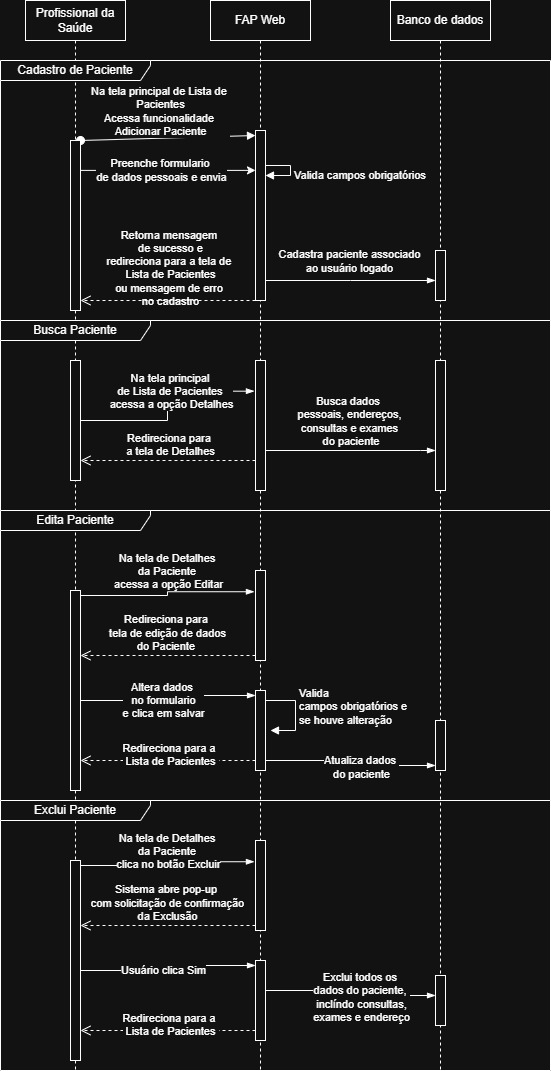 Profissional da
Saúde
FAP Web
Banco de dados
Cadastro de Paciente
Na tela principal de Lista de
Pacientes
Acessa funcionalidade
Adicionar Paciente
Preenche formulario
de dados pessoais e envia
Valida campos obrigatórios
Retorna mensagem
de sucesso e
redireciona para a tela de
Lista de Pacientes
ou mensagem de erro
no cadastro
Cadastra paciente associado
ao usuário logado
Busca Paciente
Na tela principal
de Lista de Pacientes
acessa a opção Detalhes
Busca dados
pessoais, endereços,
consultas e exames
do paciente
Redireciona para
a tela de Detalhes
Edita Paciente
Na tela de Detalhes
da Paciente
acessa a opção Editar
Redireciona para
tela de edição de dados
do Paciente
Altera dados
no formulario
e clica em salvar
Valida
campos obrigatórios e
se houve alteração
Redireciona para a
Lista de Pacientes
Atualiza dados
do paciente
Exclui Paciente
Na tela de Detalhes
da Paciente
clica no botão Excluir
Sistema abre pop-up
com solicitação de confirmação
da Exclusão
Usuário clica Sim
Exclui todos os
dados do paciente,
inclíndo consultas,
exames e endereço
Redireciona para a
Lista de Pacientes